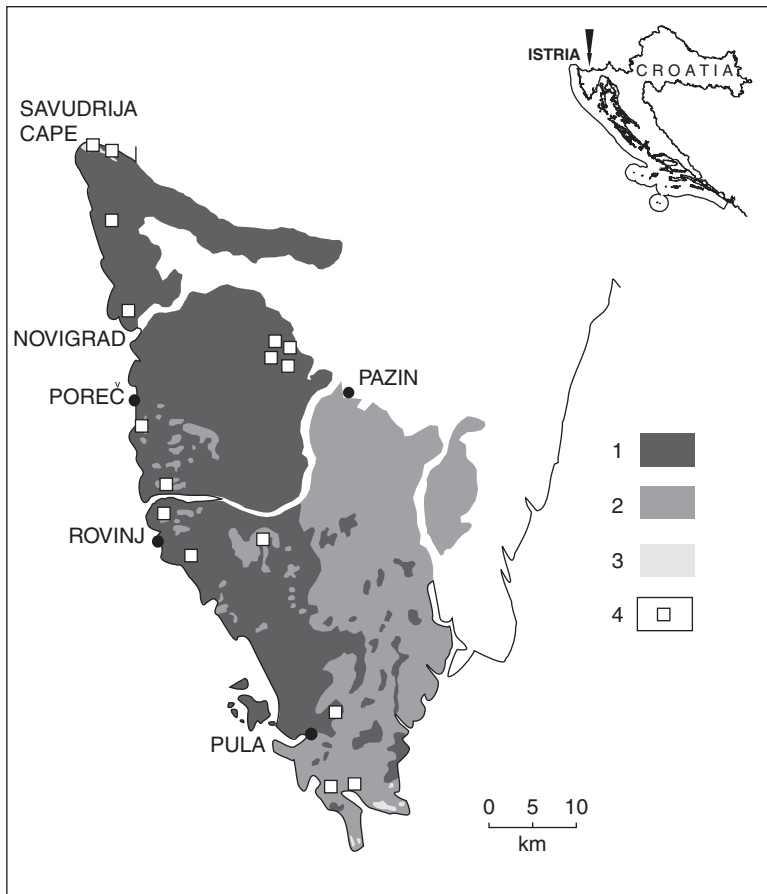 ISTRIA
CROATIA
SAVUDRIJA
CAPE
NOVIGRAD
POREČ
PAZIN
ROVINJ
PULA
1
2
3
4
0 5 10
km